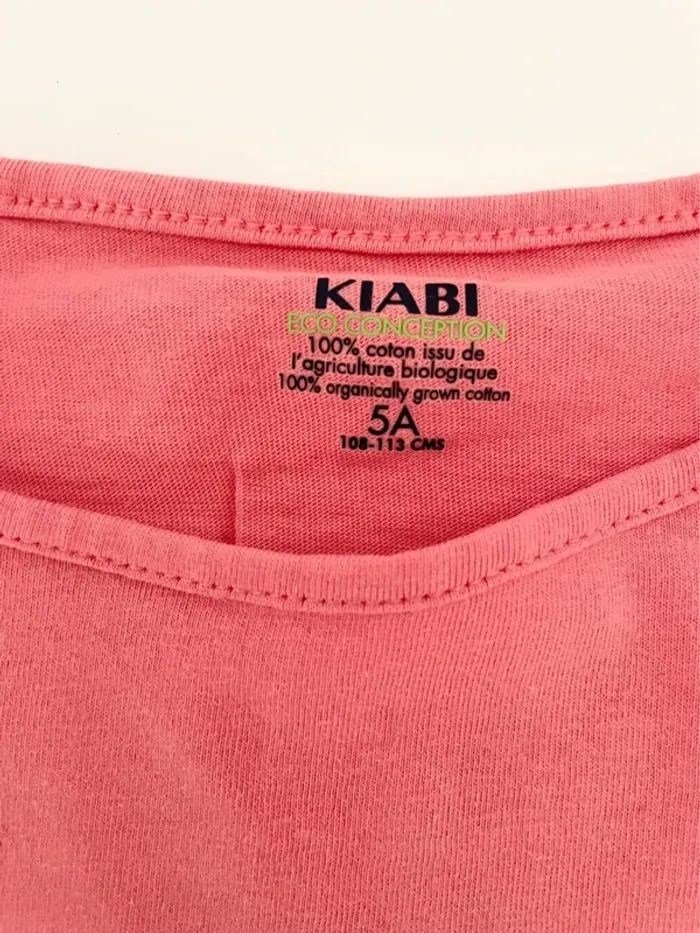 KIABI
ECO CONCEPTION
100% coton issu de
l'agriculture biologique
100% organically grown cotton
5A
108-113 CMS